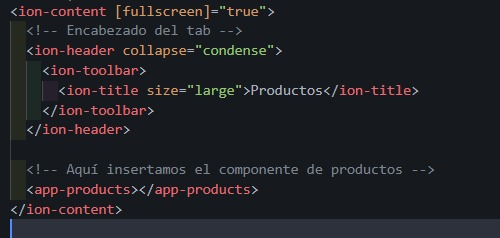 <ion-content [fullscreen]="true">
<!-- Encabezado del tab -->
<ion-header collapse="condense">
<ion-toolbar>
<ion-title size="large">Productos</ion-title>
</ion-toolbar>
</ion-header>
<!-- Aquí insertamos el componente de productos -->
<app-products></app-products>
</ion-content>